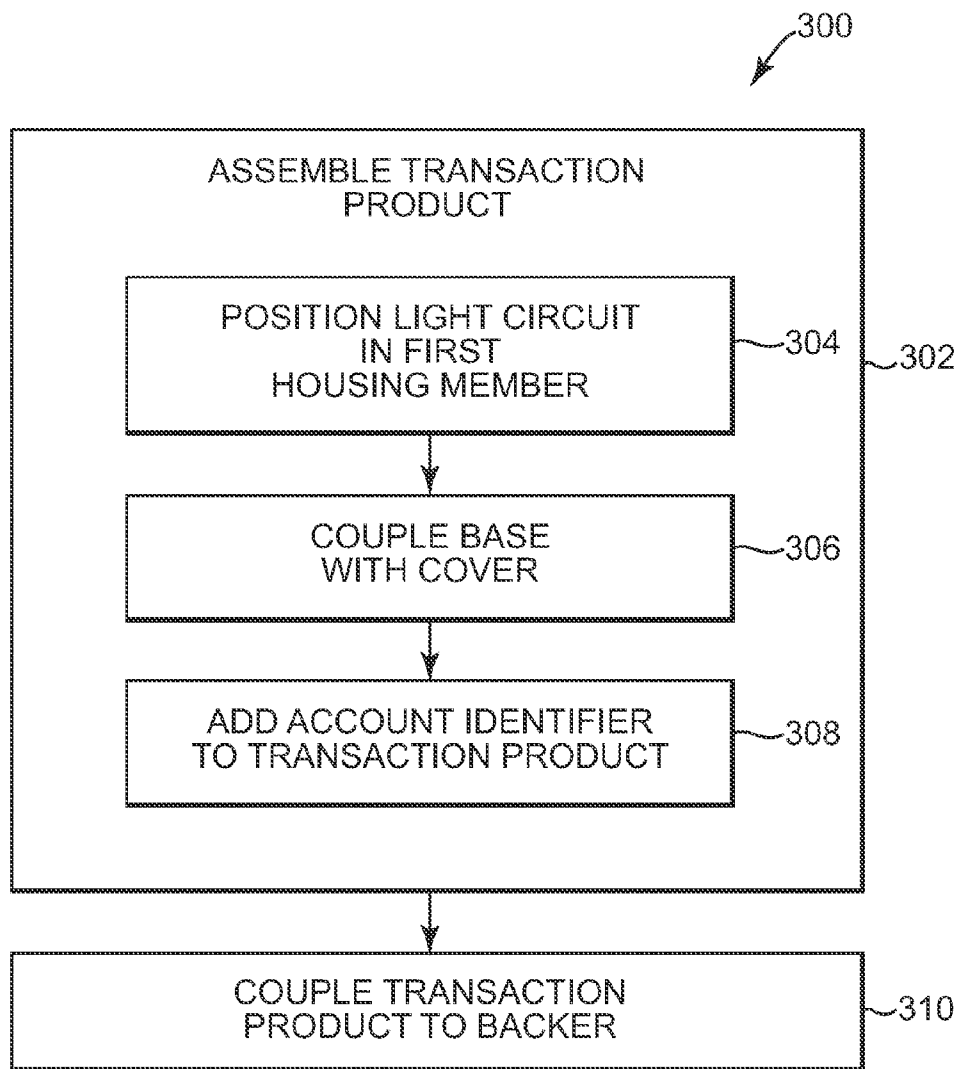 300
ASSEMBLE TRANSACTION
PRODUCT
POSITION LIGHT CIRCUIT
IN FIRST
HOUSING MEMBER
304
302
COUPLE BASE
WITH COVER
306
ADD ACCOUNT IDENTIFIER
TO TRANSACTION PRODUCT
308
COUPLE TRANSACTION
PRODUCT TO BACKER
310